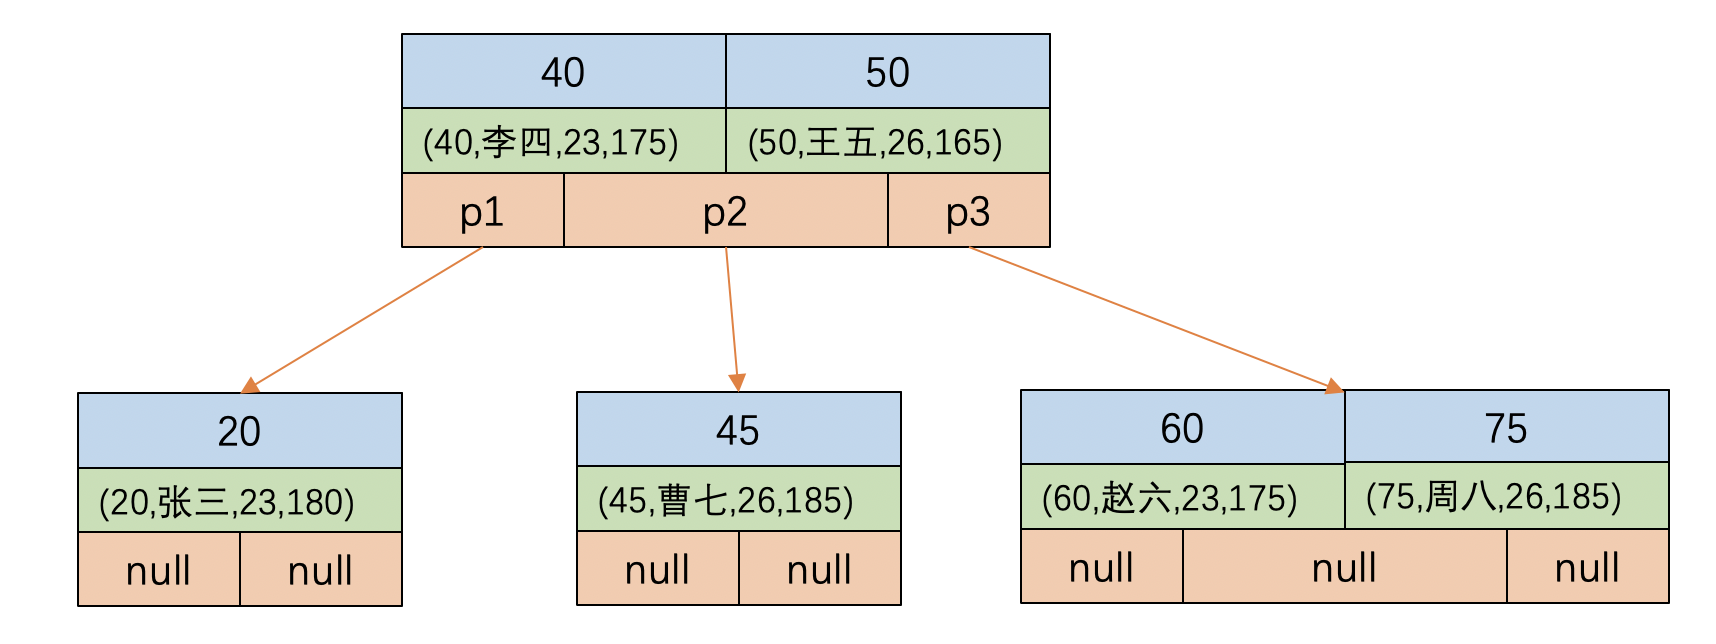 40 50
(40,李四,23,175) (50,王五,26,165)
p1 p2 p3
20
(20,张三,23,180)
null null
45
(45,曹七,26,185)
null null
60 75
(60,赵六,23,175) (75,周八,26,185)
null null null